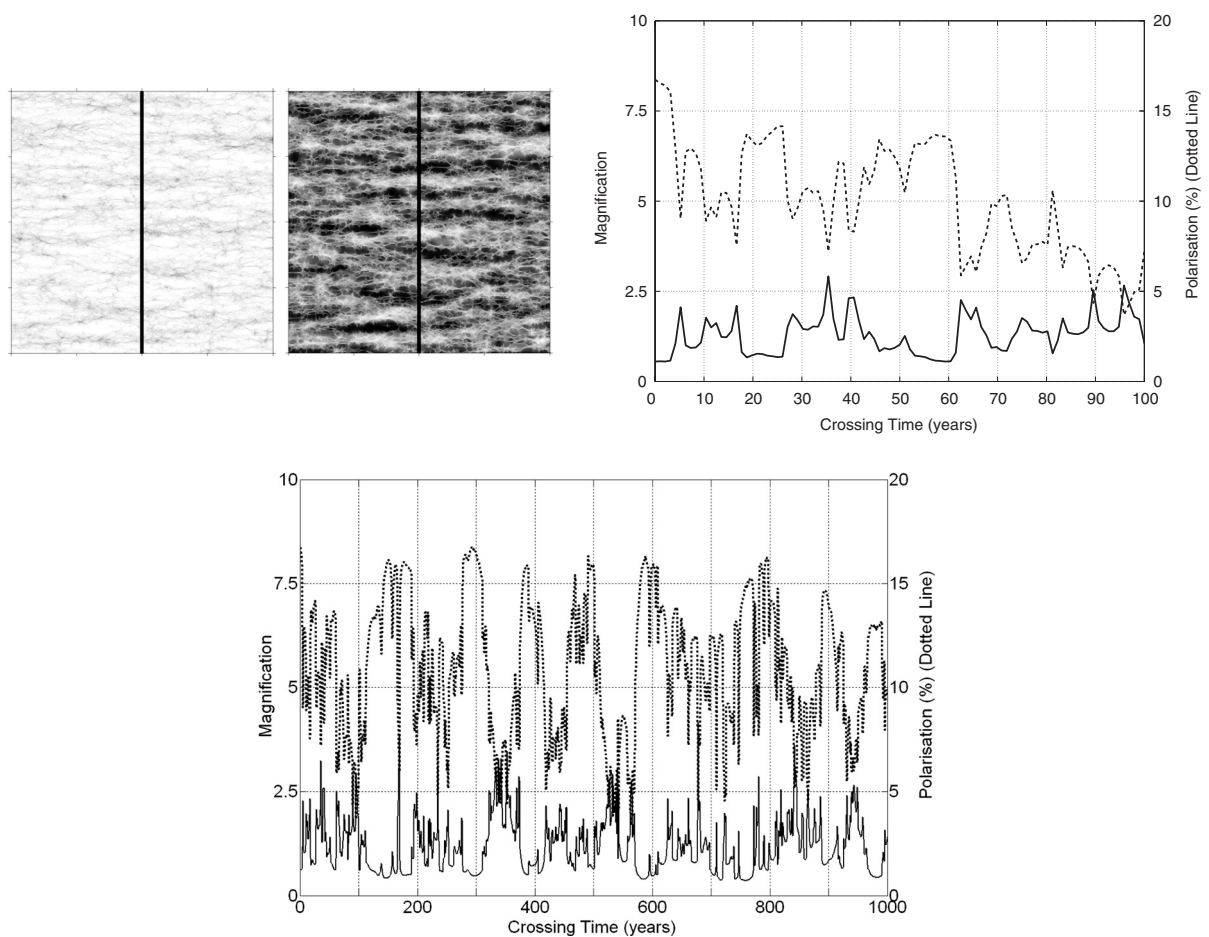 10
7.5
5
2.5
0
Magnification
20
15
10
5
0
Polarisation (%) (Dotted Line)
0 10 20 30 40 50 60 70 80 90 100
Crossing Time (years)
10
7.5
5
2.5
0
Magnification
20
15
10
5
0
Polarisation (%) (Dotted Line)
0 200 400 600 800 1000
Crossing Time (years)